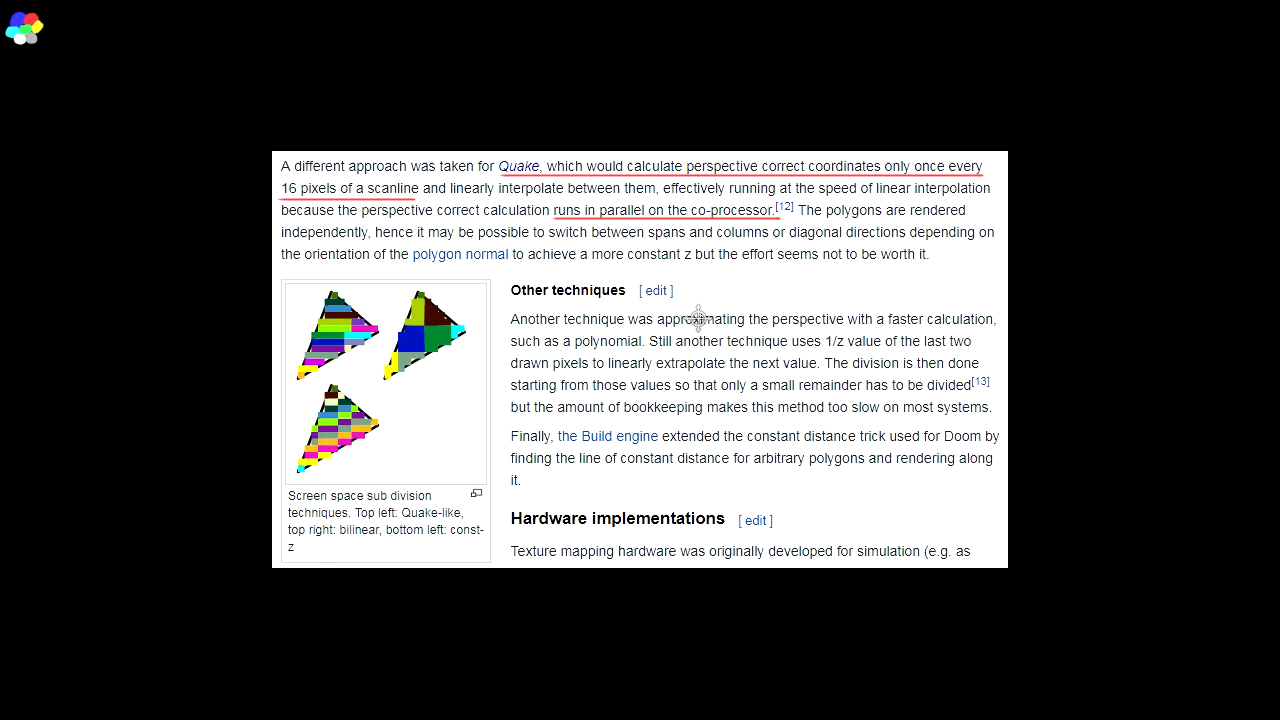 A different approach was taken for Quake, which would calculate perspective correct coordinates only once every
16 pixels of a scanline and linearly interpolate between them, effectively running at the speed of linear interpolation
because the perspective correct calculation runs in parallel on the co-processor.[12] The polygons are rendered
independently, hence it may be possible to switch between spans and columns or diagonal directions depending on
the orientation of the polygon normal to achieve a more constant z but the effort seems not to be worth it.
Screen space sub division
techniques. Top left: Quake-like,
top right: bilinear, bottom left: const-
z
Other techniques [ edit ]
Another technique was approximating the perspective with a faster calculation,
such as a polynomial. Still another technique uses 1/z value of the last two
drawn pixels to linearly extrapolate the next value. The division is then done
starting from those values so that only a small remainder has to be divided[13]
but the amount of bookkeeping makes this method too slow on most systems.
Finally, the Build engine extended the constant distance trick used for Doom by
finding the line of constant distance for arbitrary polygons and rendering along
it.
Hardware implementations [ edit ]
Texture mapping hardware was originally developed for simulation (e.g. as